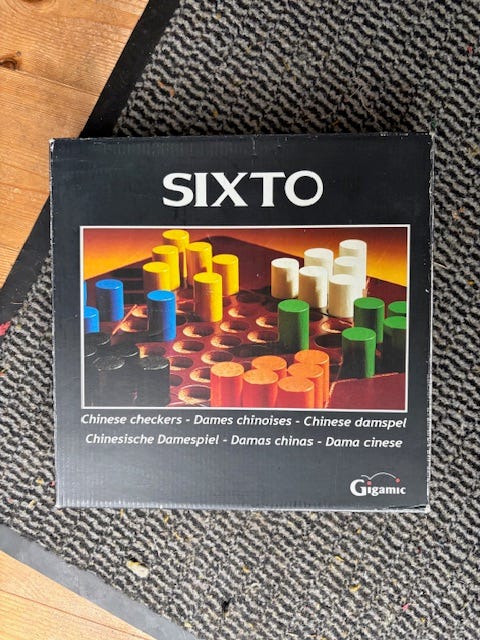 SIXTO
Chinese checkers - Dames chinoises - Chinese damspel
Chinesische Damespiel - Damas chinas - Dama cinese
Gigamic